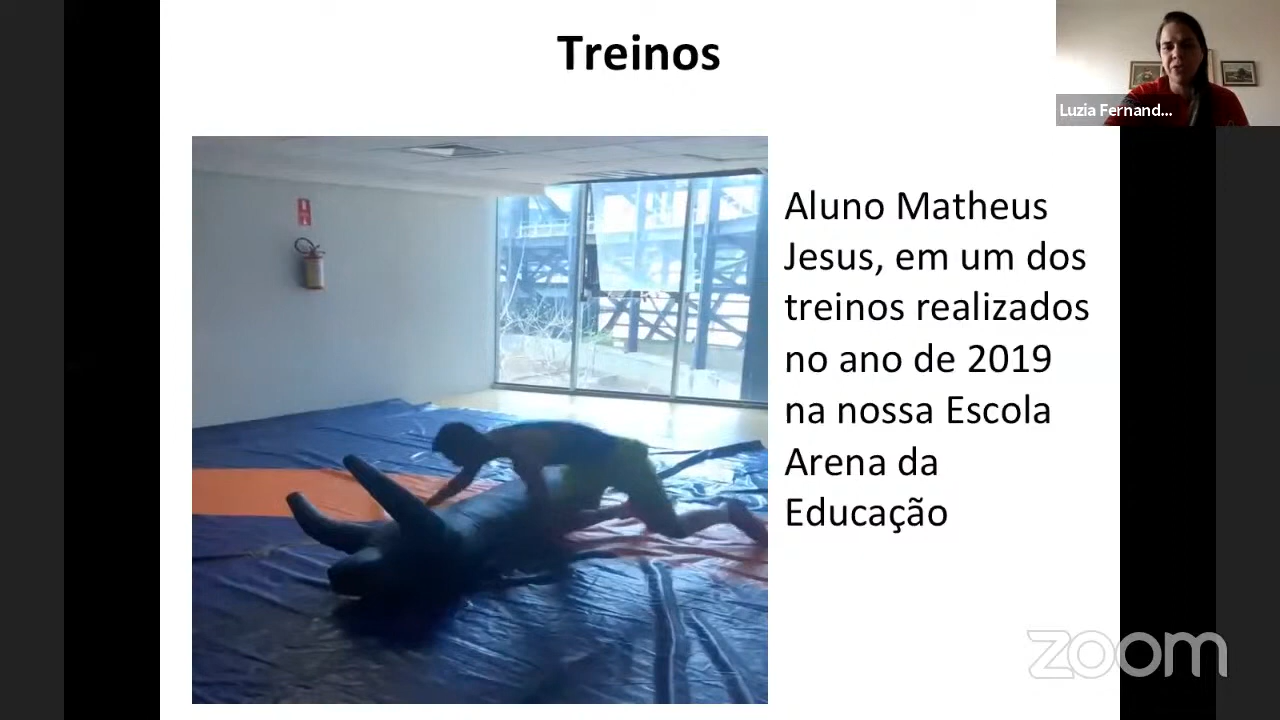 Treinos
Luzia Fernand...
Aluno Matheus
Jesus, em um dos
treinos realizados
no ano de 2019
na nossa Escola
Arena da
Educação
zoom